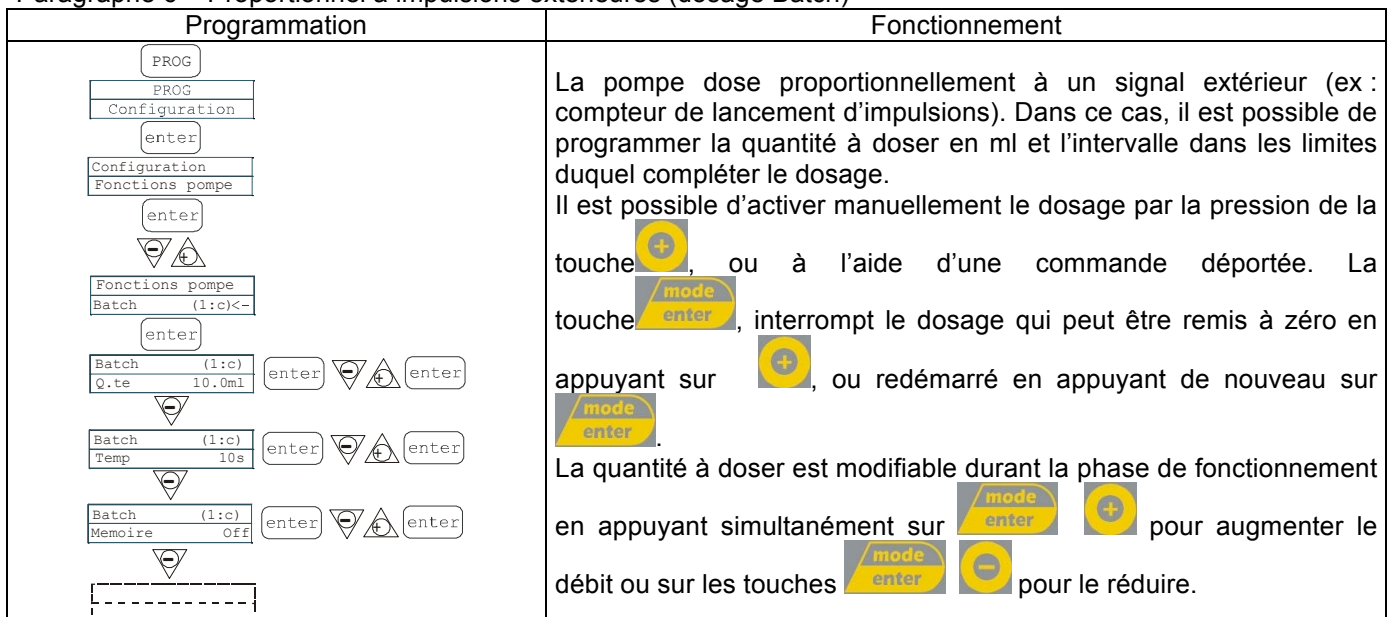 Paragraphe 6 – Proportionnel à impulsions extérieures (dosage Batch)
Programmation
Fonctionnement
PROG
PROG
Configuration
enter
Configuration
Fonctions pompe
enter
- +
Fonctions pompe
Batch (1:c)<-
enter
Batch (1:c)
Q.te 10.0ml enter - + enter
-
Batch (1:c)
Temp 10s enter - + enter
-
Batch (1:c)
Memoire Off enter - + enter
-
La pompe dose proportionnellement à un signal extérieur (ex :
compteur de lancement d’impulsions). Dans ce cas, il est possible de
programmer la quantité à doser en ml et l’intervalle dans les limites
duquel compléter le dosage.
Il est possible d’activer manuellement le dosage par la pression de la
touche + , ou à l’aide d’une commande déportée. La
touche mode enter , interrompt le dosage qui peut être remis à zéro en
appuyant sur + , ou redémarré en appuyant de nouveau sur
mode enter .
La quantité à doser est modifiable durant la phase de fonctionnement
en appuyant simultanément sur mode enter + pour augmenter le
débit ou sur les touches mode enter - pour le réduire.